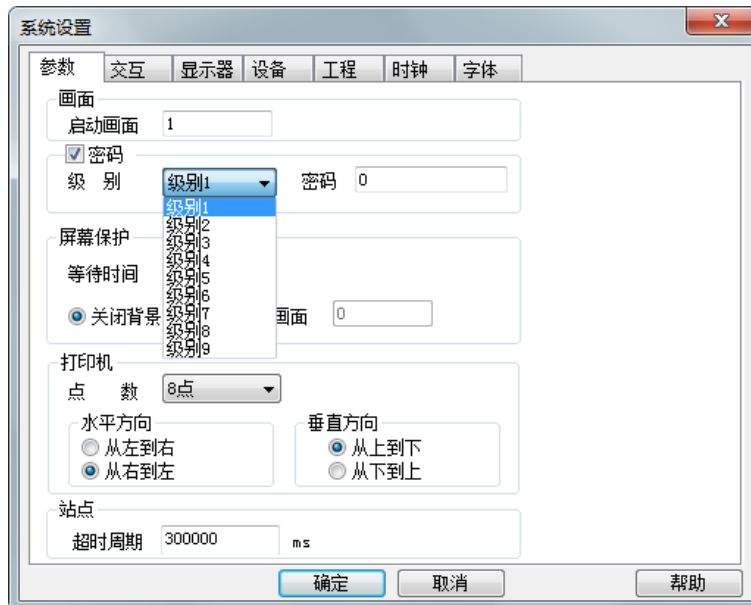 系统设置
参数 交互 显示器 设备 工程 时钟 字体
画面
启动画面 1
密码
级 别 级别1 密码 0
级别1
级别2
屏幕保护 级别3
级别4
等待时间 级别5
级别6
关闭背景 级别7 画面 0
级别8
级别9
打印机
点 数 8点
水平方向 垂直方向
从左到右 从上到下
从右到左 从下到上
站点
超时周期 300000 ms
确定 取消 帮助